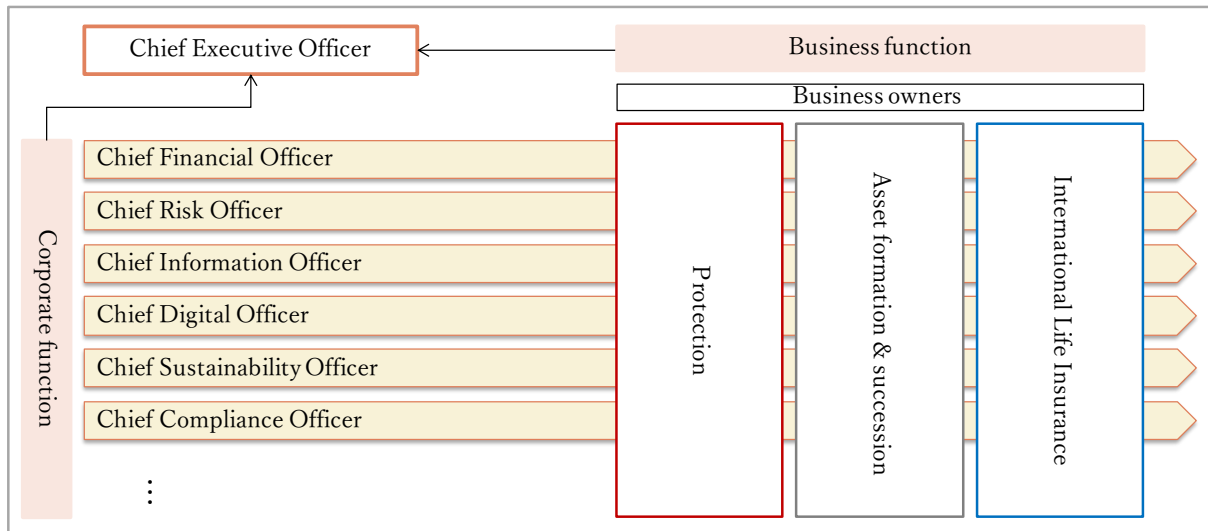 Chief Executive Officer
Business function
Business owners
Corporate function
Chief Financial Officer
Chief Risk Officer
Chief Information Officer
Chief Digital Officer
Chief Sustainability Officer
Chief Compliance Officer
⋮
Protection
Asset formation &
succession
International Life Insurance